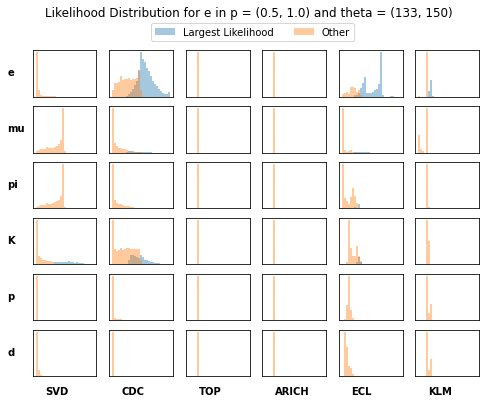 Likelihood Distribution for e in p = (0.5, 1.0) and theta = (133, 150)
Largest Likelihood Other
e
mu
pi
K
p
d
SVD CDC TOP ARICH ECL KLM